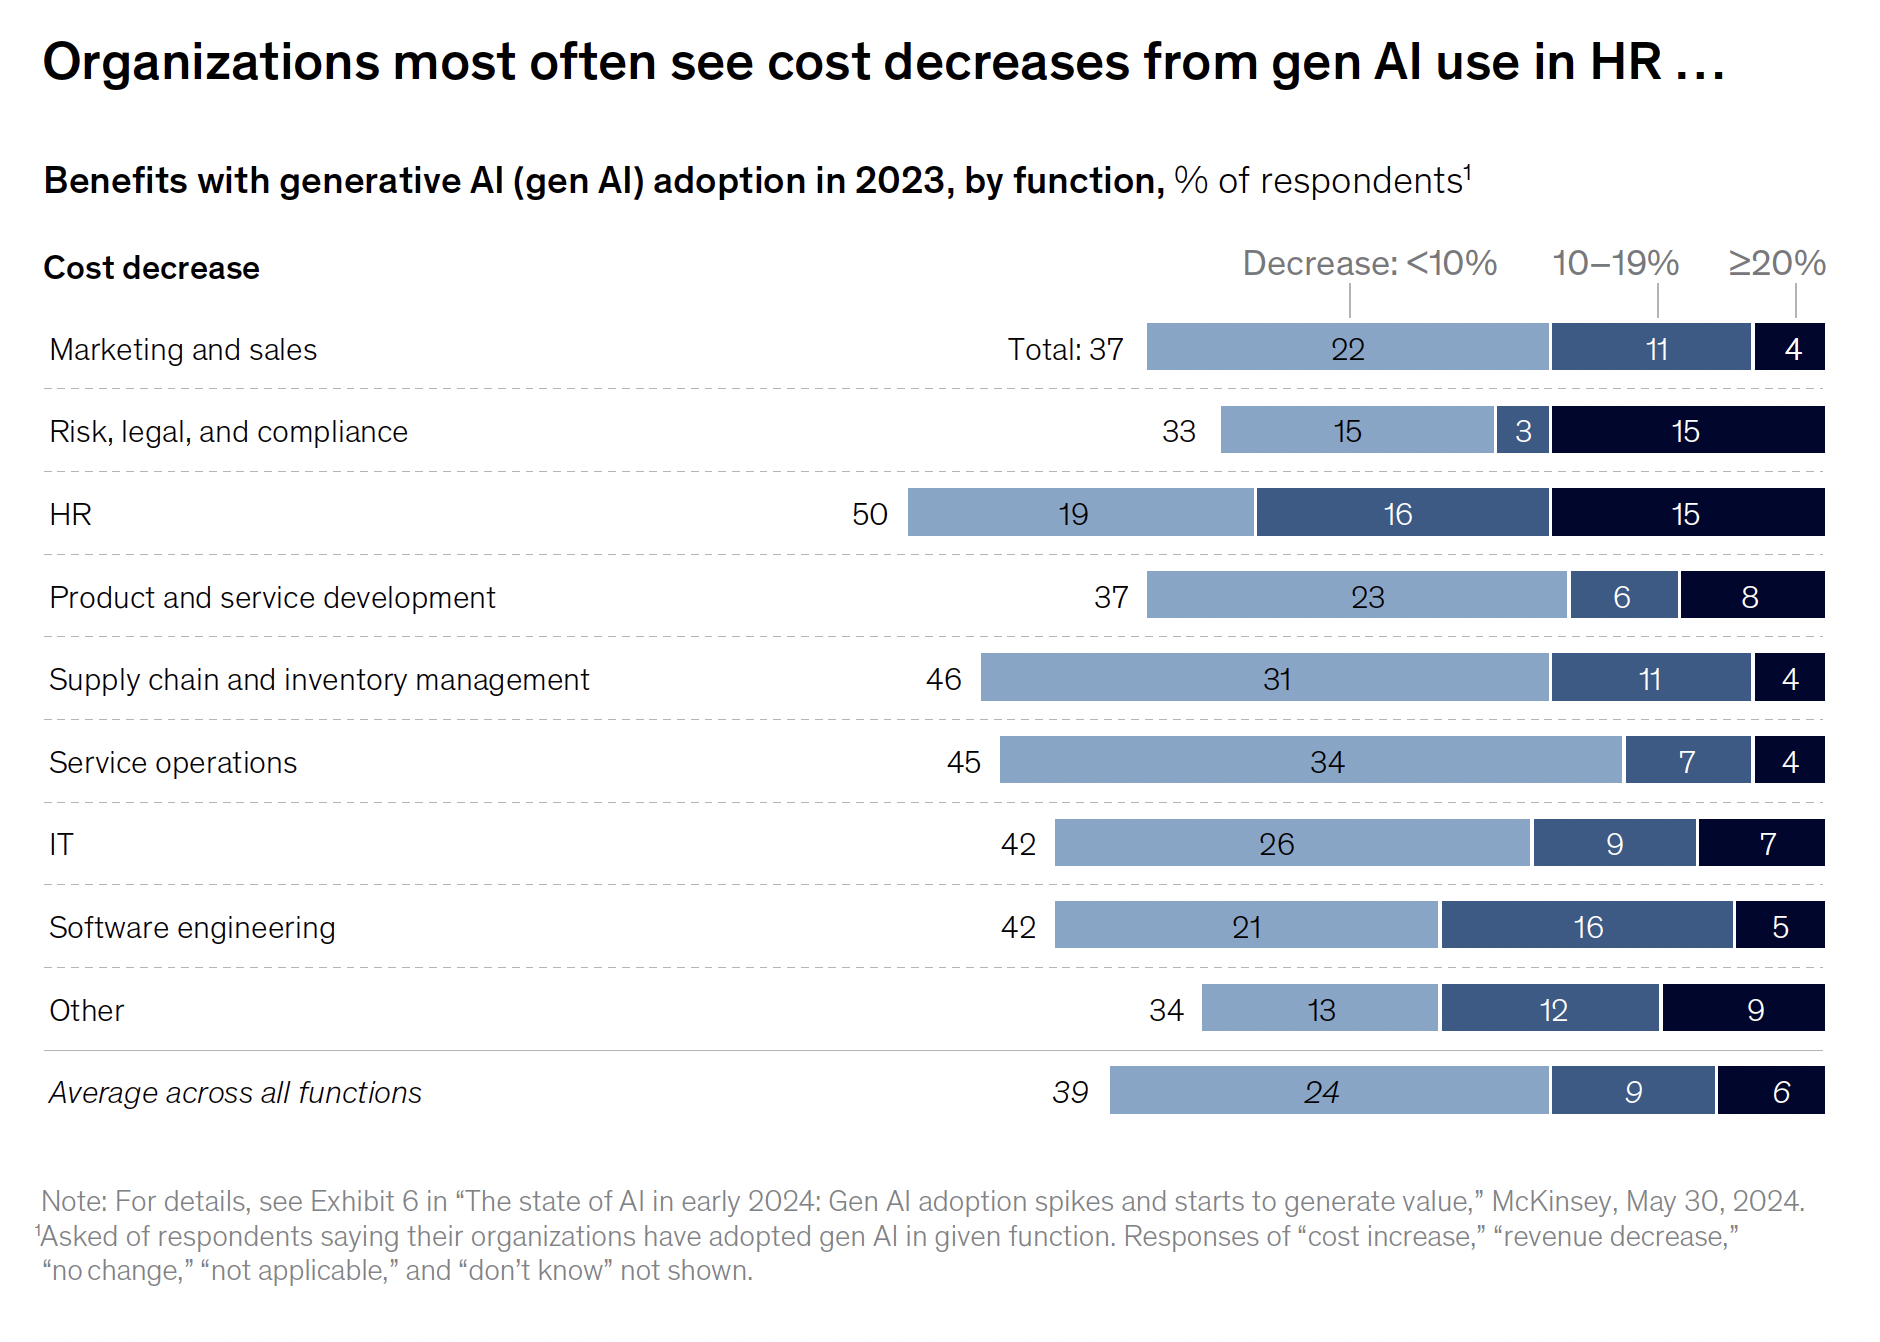 Organizations most often see cost decreases from gen AI use in HR …
Benefits with generative AI (gen AI) adoption in 2023, by function, % of respondents¹
Cost decrease
Decrease: <10% 10–19% ≥20%
Marketing and sales Total: 37 22 11 4
Risk, legal, and compliance 33 15 3 15
HR 50 19 16 15
Product and service development 37 23 6 8
Supply chain and inventory management 46 31 11 4
Service operations 45 34 7 4
IT 42 26 9 7
Software engineering 42 21 16 5
Other 34 13 12 9
Average across all functions 39 24 9 6
Note: For details, see Exhibit 6 in “The state of AI in early 2024: Gen AI adoption spikes and starts to generate value,” McKinsey, May 30, 2024.
¹Asked of respondents saying their organizations have adopted gen AI in given function. Responses of “cost increase,” “revenue decrease,”
“no change,” “not applicable,” and “don’t know” not shown.